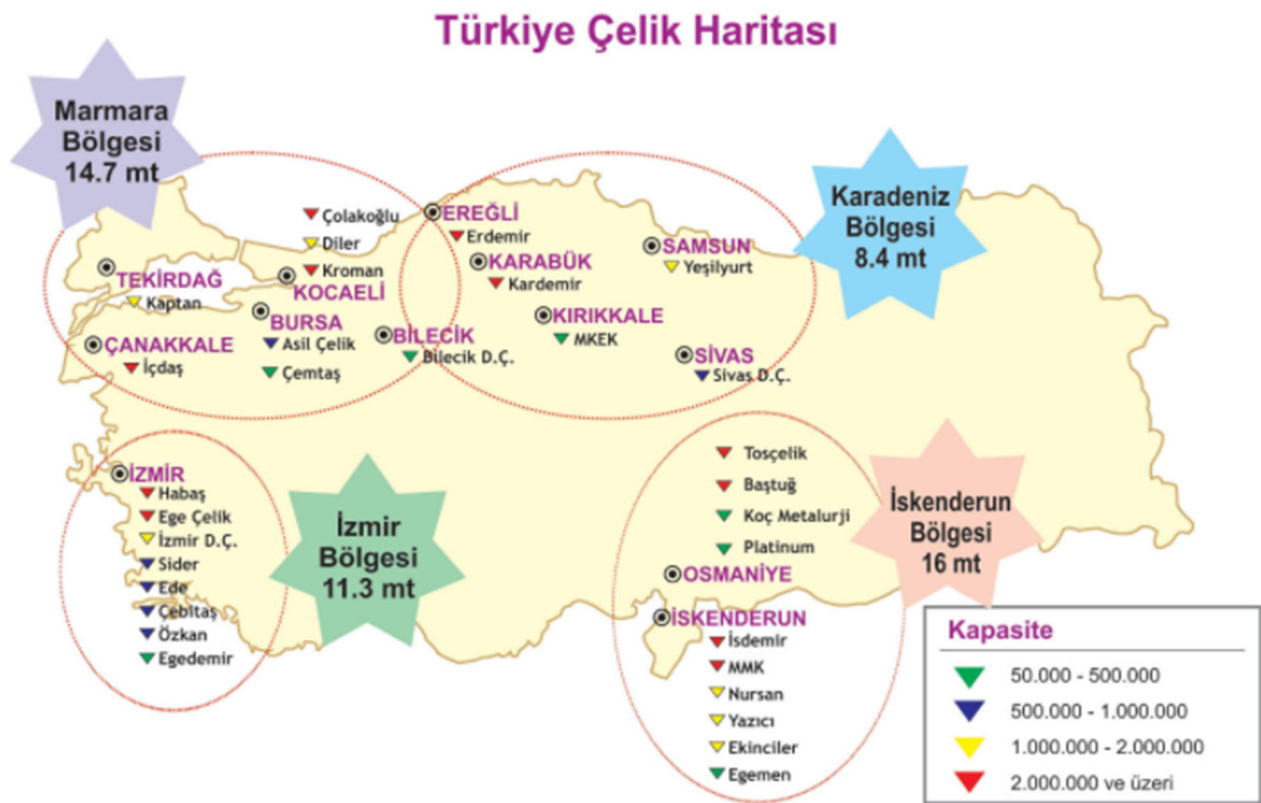 Türkiye Çelik Haritası
Marmara
Bölgesi
14.7 mt
Karadeniz
Bölgesi
8.4 mt
Çolakoğlu
Diler
Kroman
KOCAELİ
TEKİRDAĞ
Kaptan
BURSA
Asil Çelik
Çemtaş
ÇANAKKALE
İçdaş
BİLECİK
Bilecik D.Ç.
EREĞLİ
Erdemir
KARABÜK
Kardemir
SAMSUN
Yeşilyurt
KIRIKKALE
MKEK
SİVAS
Sivas D.Ç.
İZMİR
Habaş
Ege Çelik
İzmir D.Ç.
Sider
Ede
Çebitaş
Özkan
Egedemir
İzmir
Bölgesi
11.3 mt
Tosçelik
Baştuğ
Koç Metalurji
Platinum
OSMANİYE
İSKENDERUN
İsdemir
MMK
Nursan
Yazıcı
Ekinciler
Egemen
İskenderun
Bölgesi
16 mt
Kapasite
50.000 - 500.000
500.000 - 1.000.000
1.000.000 - 2.000.000
2.000.000 ve üzeri